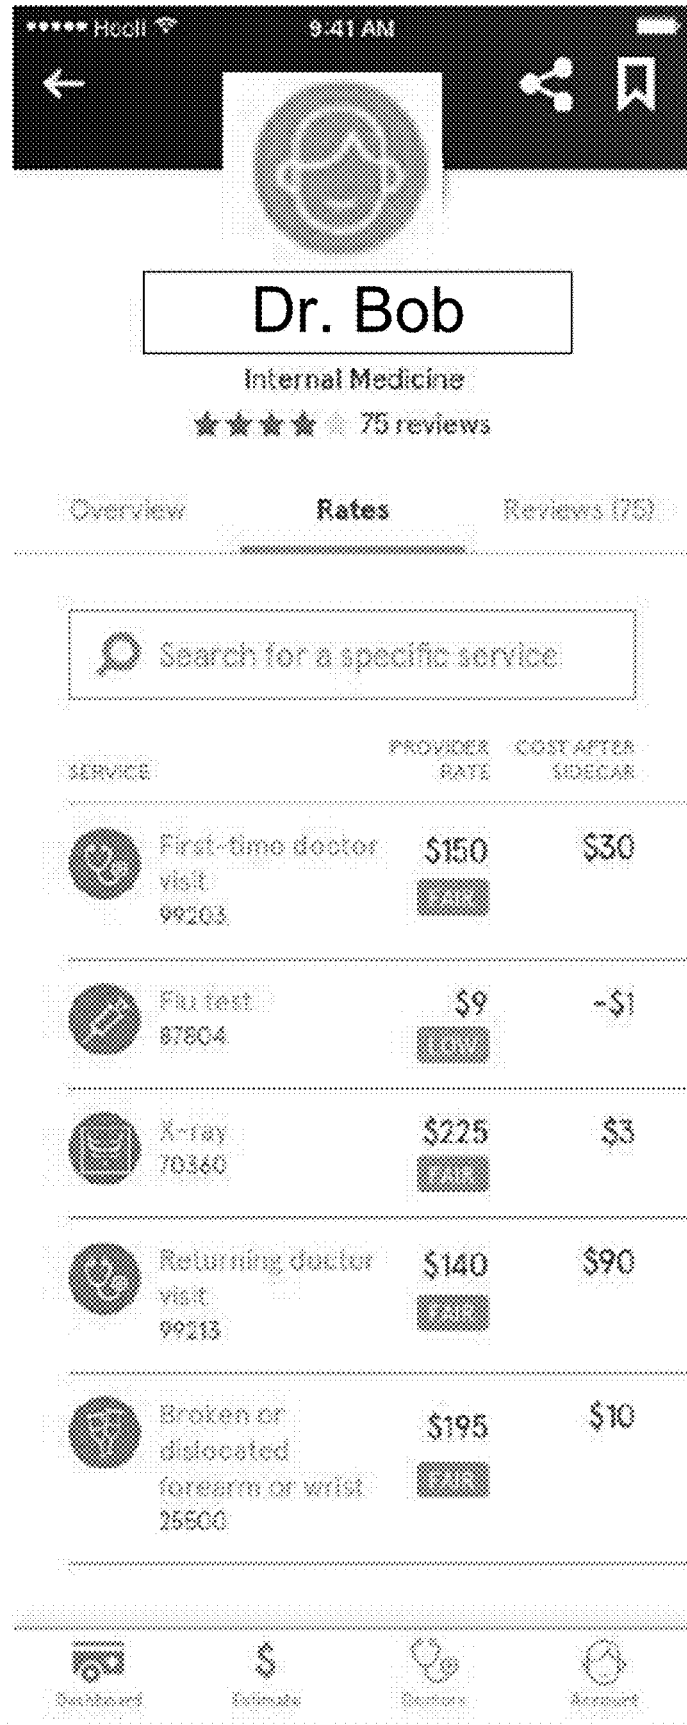 Hooli 9:41 AM
Dr. Bob
Internal Medicine
75 reviews
Overview Rates Reviews (75)
Search for a specific service
SERVICE PROVIDER RATE COST AFTER SIDECAR
First-time doctor $150 $30
visit
99203
Flu test $9 -$1
87804
X-ray $225 $3
70360
Returning doctor $140 $90
visit
99213
Broken or $195 $10
dislocated
forearm or wrist
25500
$
Dashboard Estimate Doctors Account